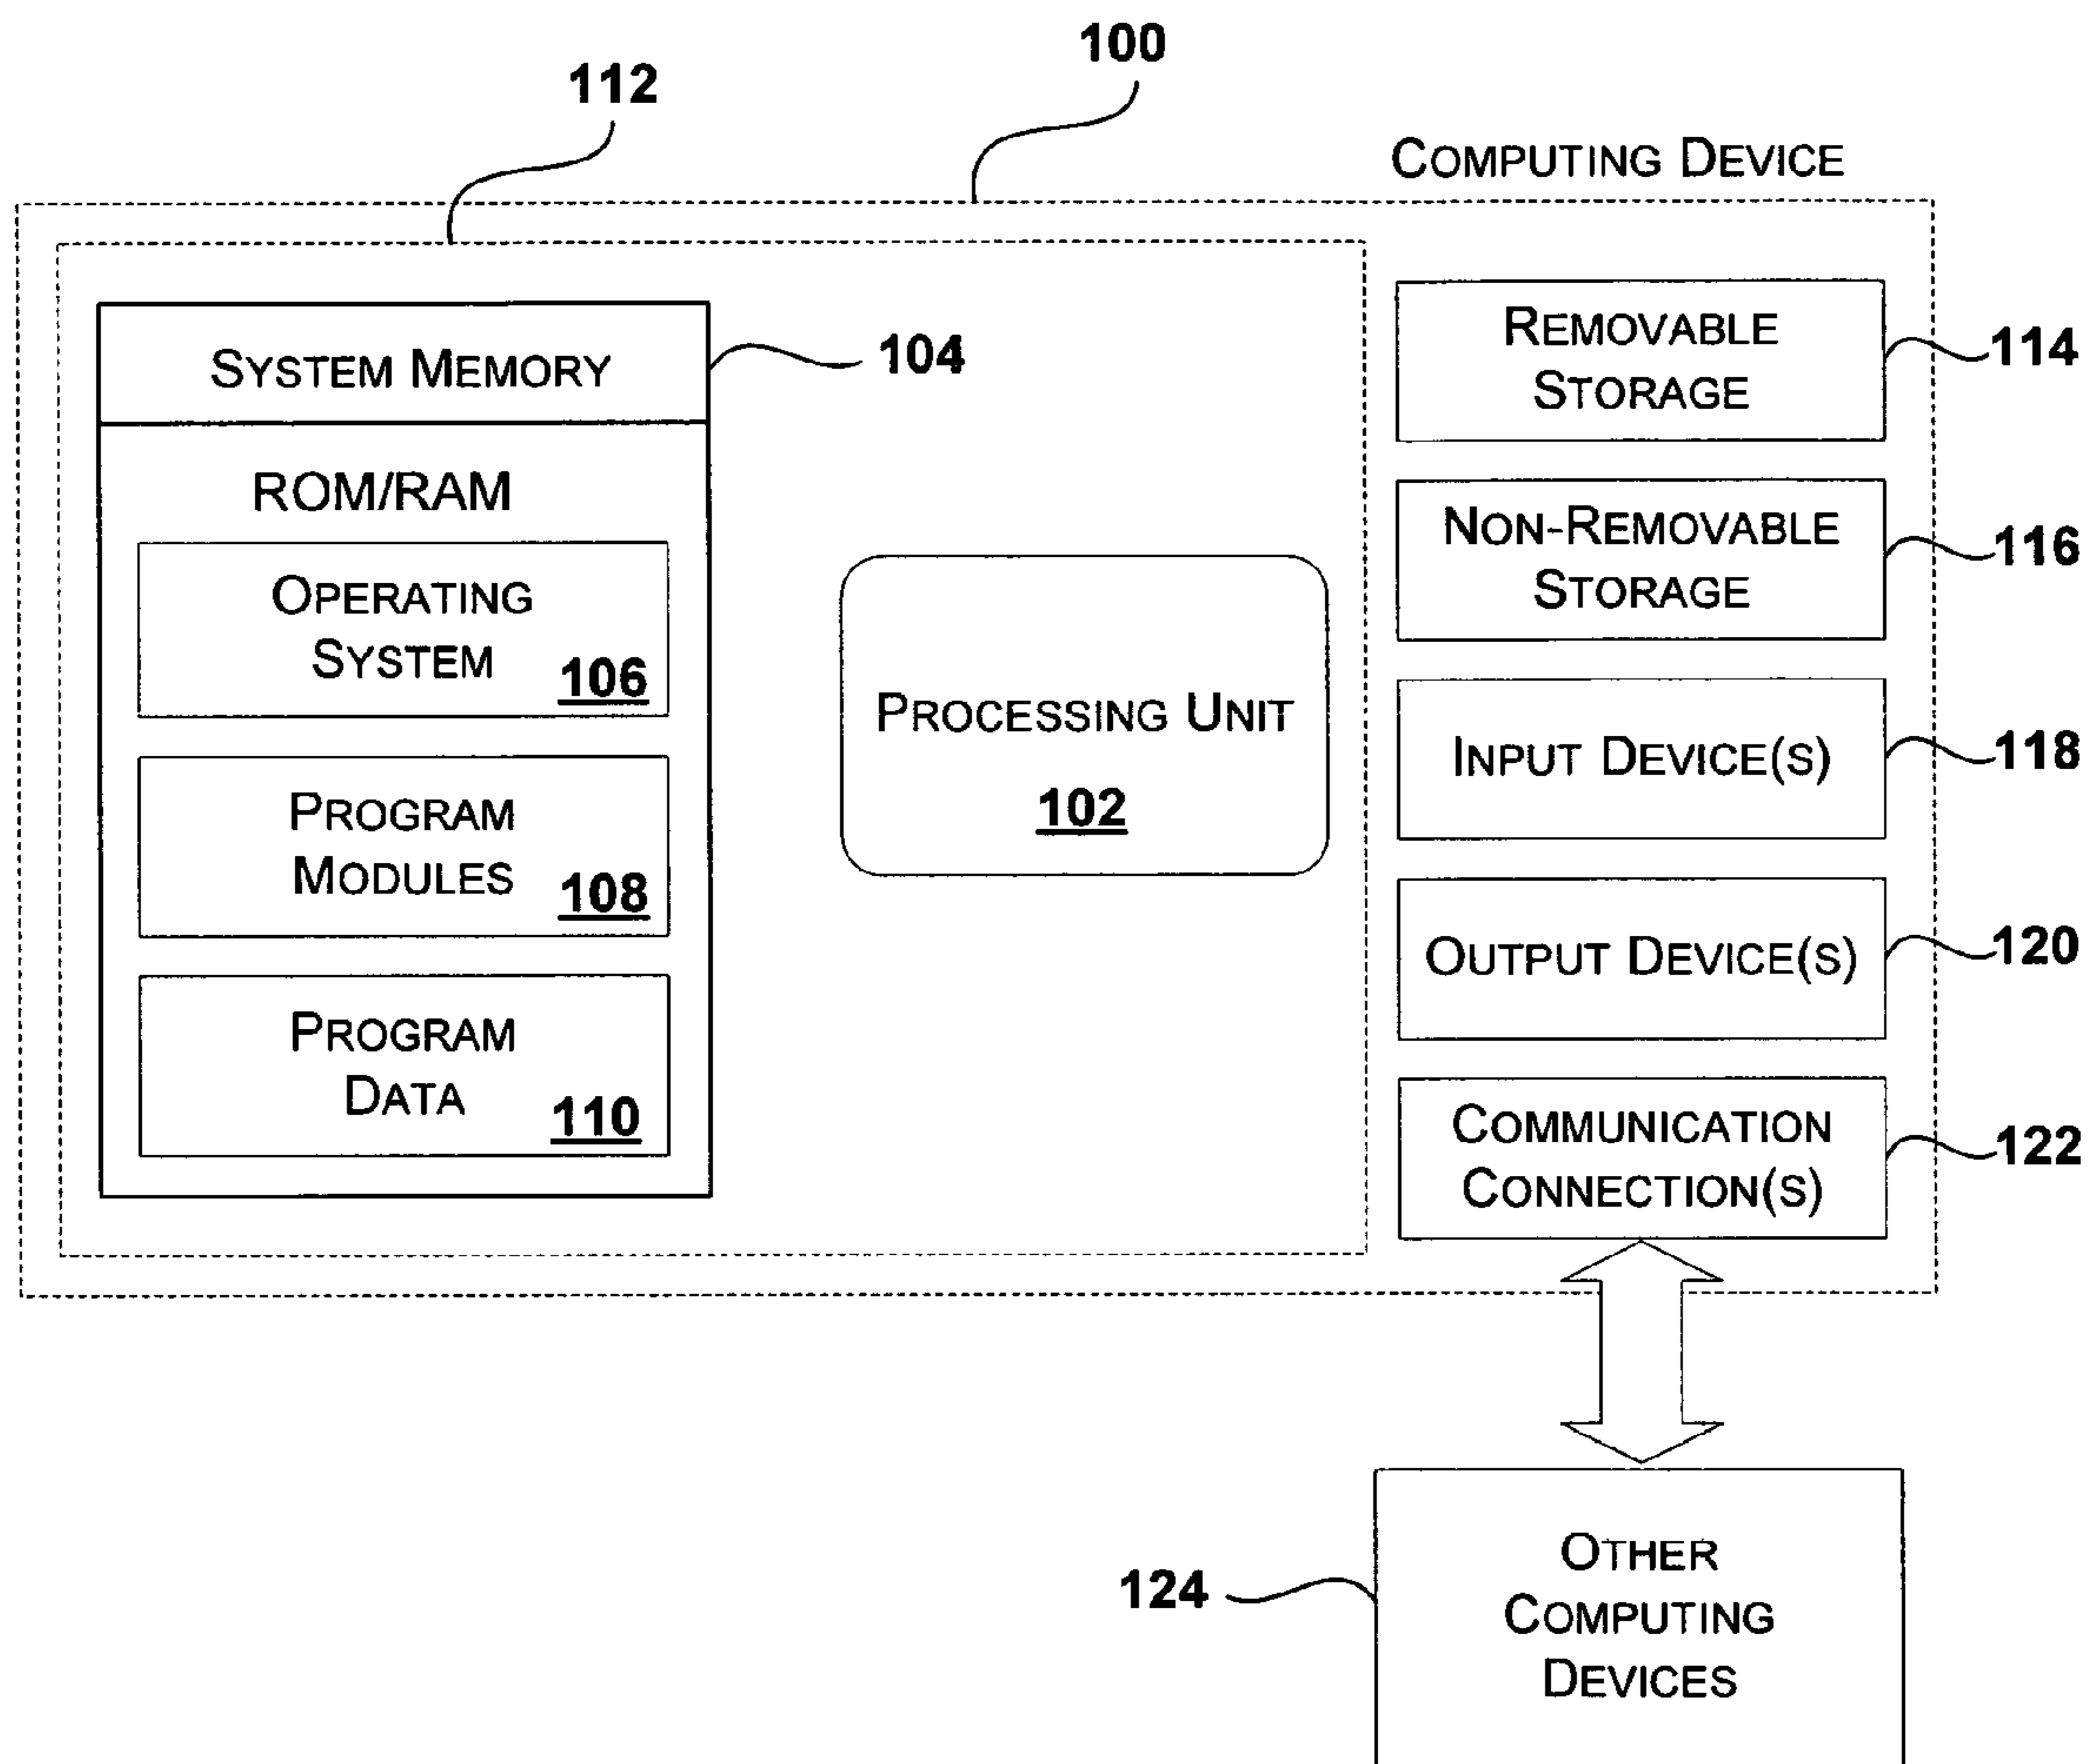 100
112
COMPUTING DEVICE
SYSTEM MEMORY
104
ROM/RAM
OPERATING
SYSTEM
106
PROGRAM
MODULES
108
PROGRAM
DATA
110
PROCESSING UNIT
102
REMOVABLE
STORAGE
114
NON-REMOVABLE
STORAGE
116
INPUT DEVICE(S)
118
OUTPUT DEVICE(S)
120
COMMUNICATION
CONNECTION(S)
122
124
OTHER
COMPUTING
DEVICES